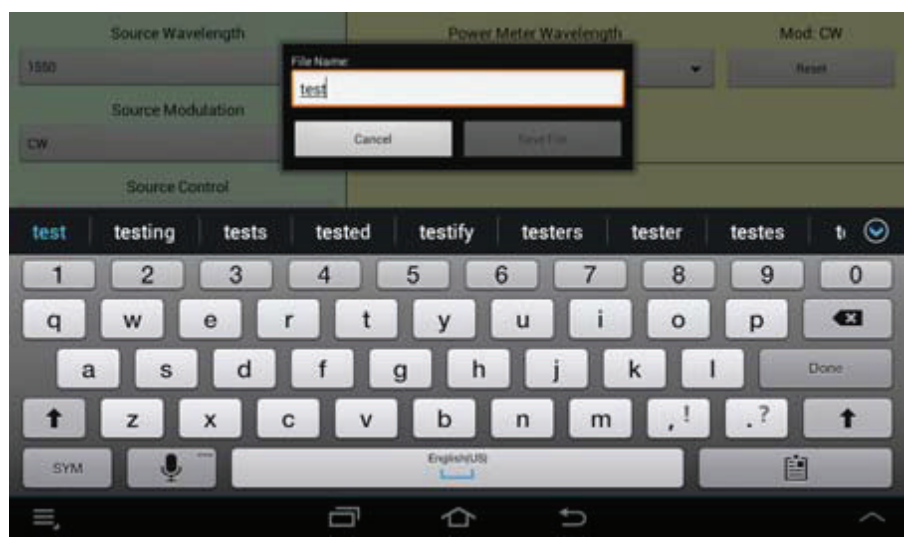 Source Wavelength
Power Meter Wavelength
Mod: CW
1550
Reset
File Name:
test
Source Modulation
CW
Cancel
Save File
Source Control
test testing tests tested testify testers tester testes
1 2 3 4 5 6 7 8 9 0
q w e r t y u i o p
a s d f g h j k l Done
z x c v b n m , ! . ?
SYM English(US)